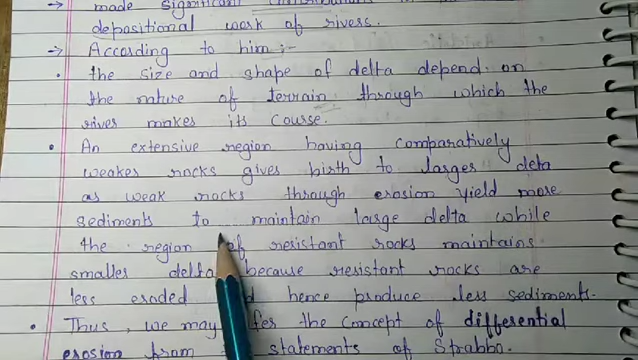 → made significant contributions
depositional work of rivers.
→ According to him :-
• the size and shape of delta depend on
the nature of terrain through which the
river makes its course.
• An extensive region having comparatively
weaker rocks gives birth to larger delta
as weak rocks through erosion yield more
sediments to maintain large delta while
the region of resistant rocks maintains
smaller delta because resistant rocks are
less eroded hence produce less sediments.
• Thus, we may the concept of differential
erosion from statements of Strabbo.